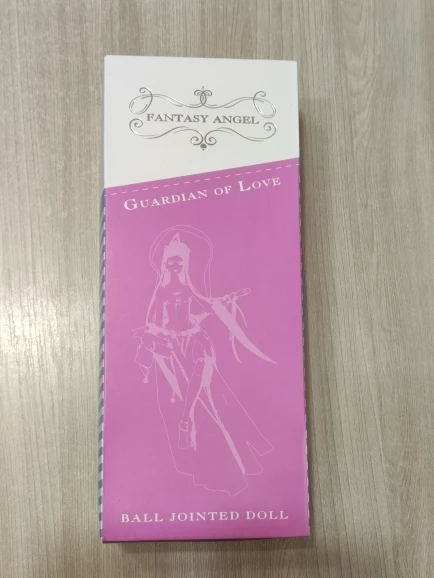 FANTASY ANGEL
GUARDIAN OF LOVE
BALL JOINTED DOLL